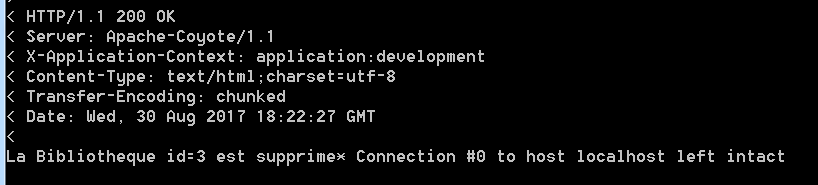 < HTTP/1.1 200 OK
< Server: Apache-Coyote/1.1
< X-Application-Context: application:development
< Content-Type: text/html;charset=utf-8
< Transfer-Encoding: chunked
< Date: Wed, 30 Aug 2017 18:22:27 GMT
<
La Bibliotheque id=3 est supprime* Connection #0 to host localhost left intact